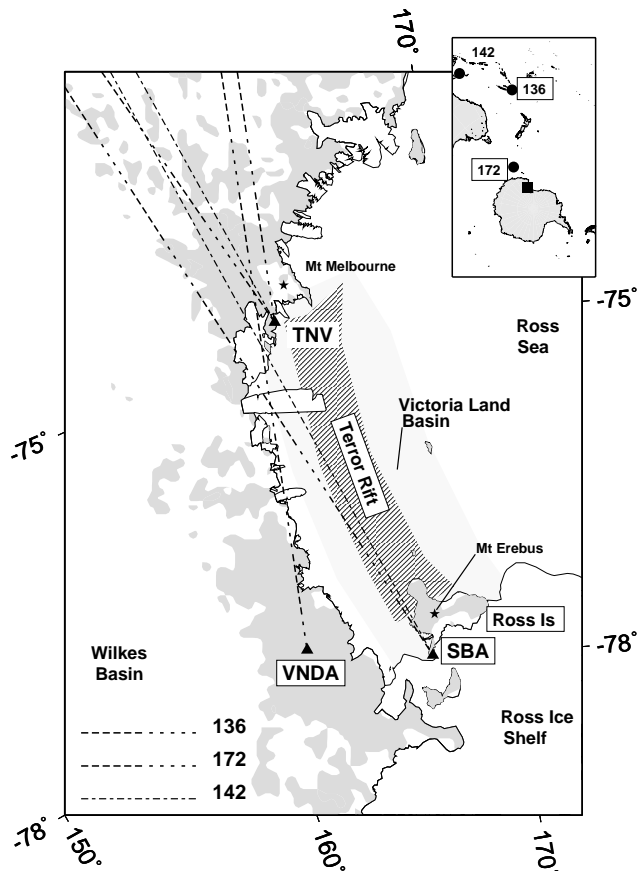 170°
142
136
172
Mt Melbourne
-75°
TNV
Ross
Sea
Victoria Land
Basin
-75°
Terror Rift
Mt Erebus
Ross Is
-78°
SBA
VNDA
Wilkes
Basin
Ross Ice
Shelf
136
172
142
-78°
150°
160°
170°